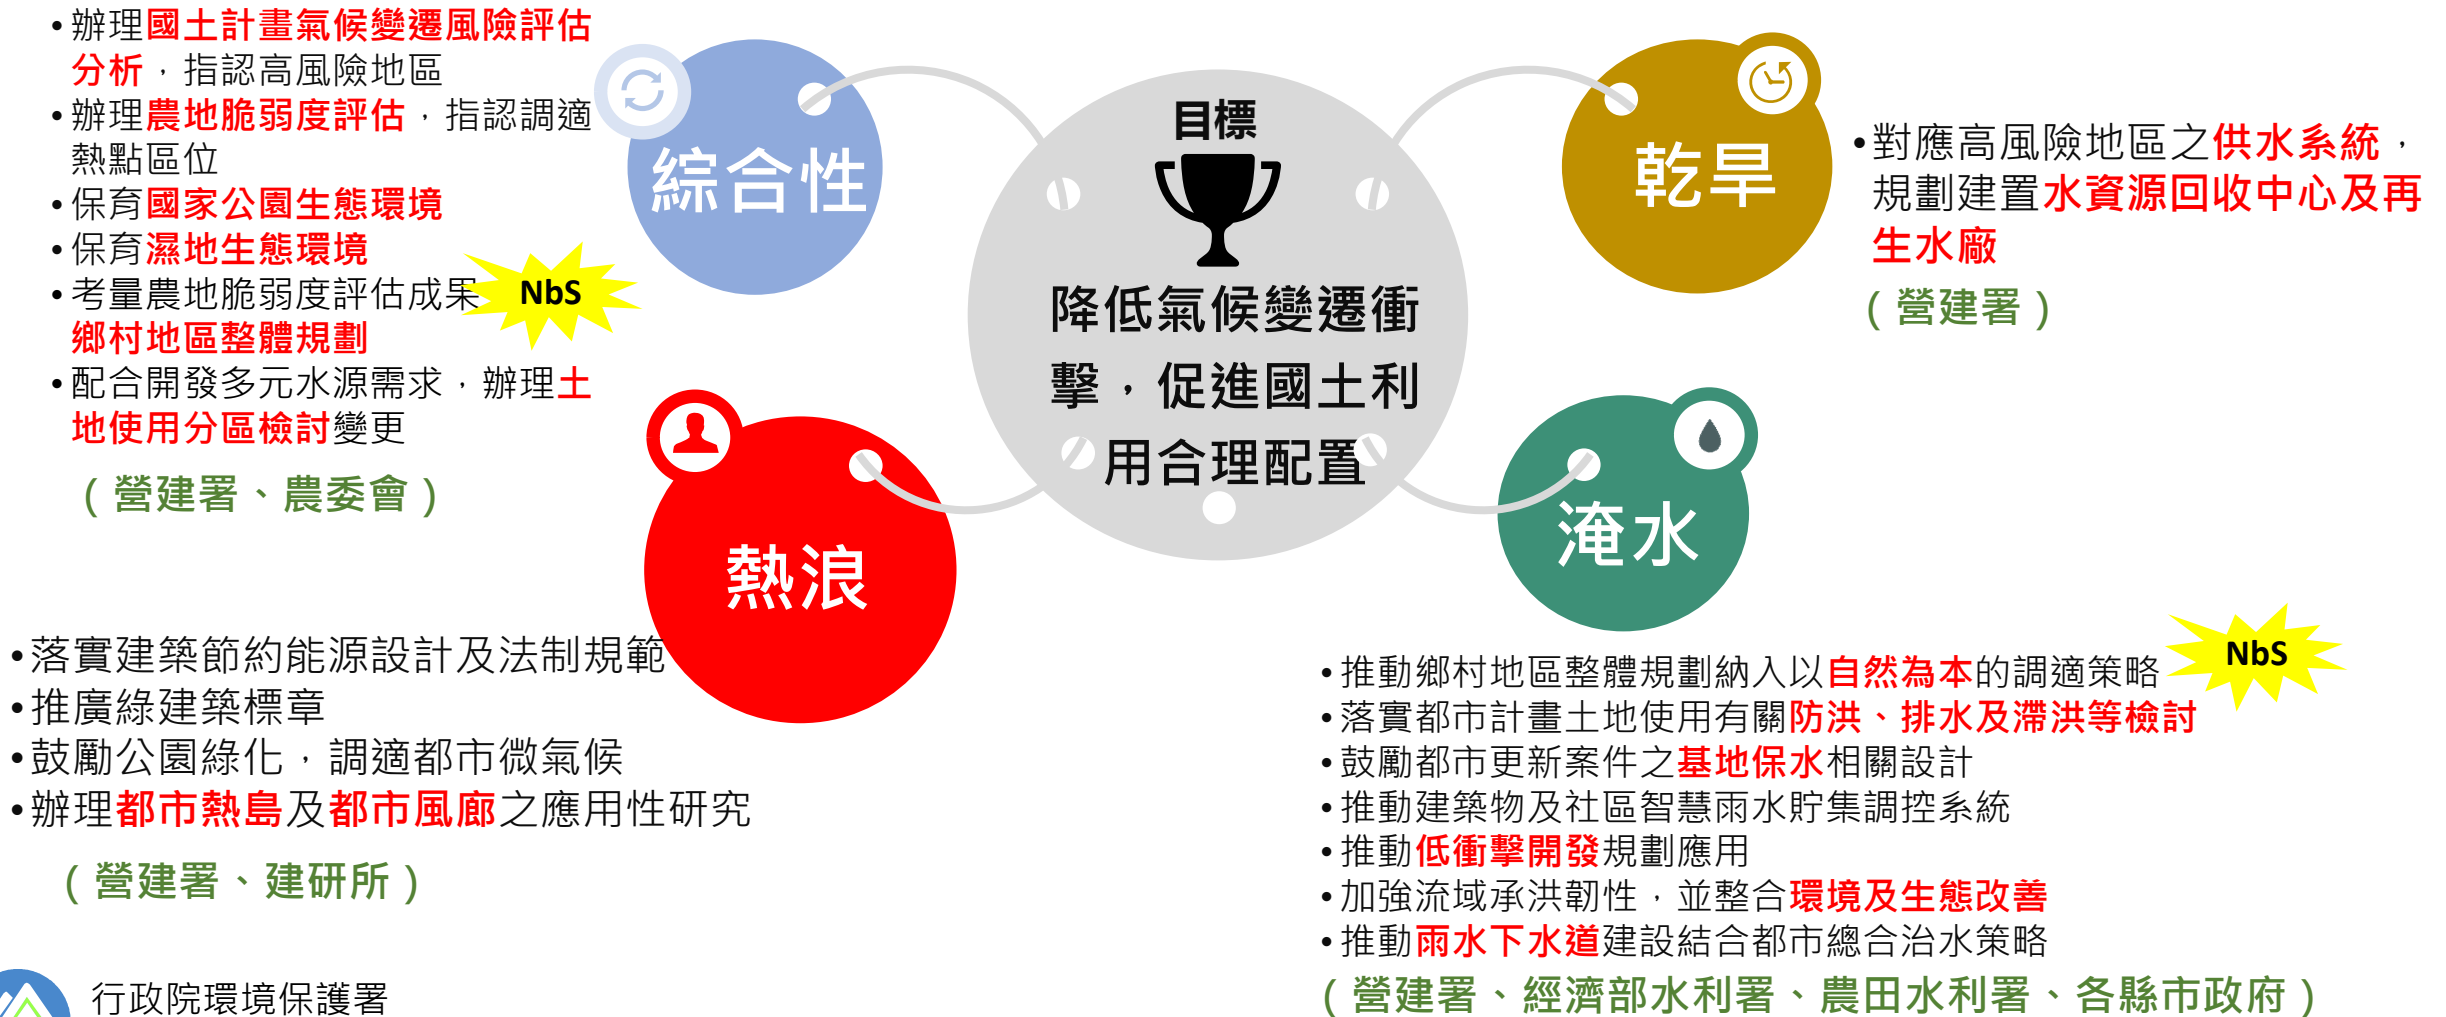 •辦理國土計畫氣候變遷風險評估
分析，指認高風險地區
•辦理農地脆弱度評估，指認調適
熱點區位
•保育國家公園生態環境
•保育濕地生態環境
•考量農地脆弱度評估成果
鄉村地區整體規劃
•配合開發多元水源需求，辦理土
地使用分區檢討變更
（營建署、農委會）
NbS
綜合性
目標
降低氣候變遷衝
擊，促進國土利
用合理配置
乾旱
•對應高風險地區之供水系統，
規劃建置水資源回收中心及再
生水廠
（營建署）
熱浪
•落實建築節約能源設計及法制規範
•推廣綠建築標章
•鼓勵公園綠化，調適都市微氣候
•辦理都市熱島及都市風廊之應用性研究
（營建署、建研所）
淹水
NbS
•推動鄉村地區整體規劃納入以自然為本的調適策略
•落實都市計畫土地使用有關防洪、排水及滯洪等檢討
•鼓勵都市更新案件之基地保水相關設計
•推動建築物及社區智慧雨水貯集調控系統
•推動低衝擊開發規劃應用
•加強流域承洪韌性，並整合環境及生態改善
•推動雨水下水道建設結合都市總合治水策略
（營建署、經濟部水利署、農田水利署、各縣市政府）
行政院環境保護署